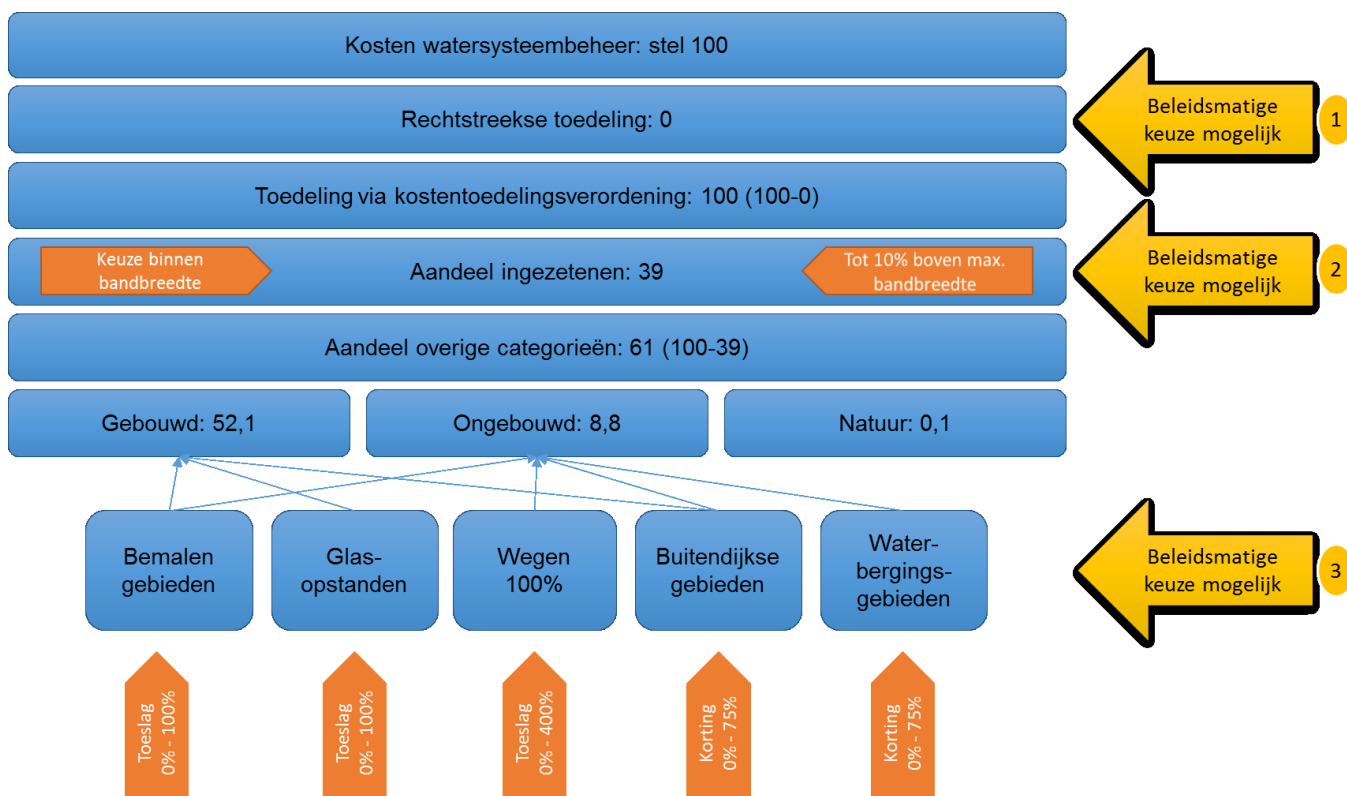 Kosten watersysteembeheer: stel 100
Rechtstreekse toedeling: 0
Beleidsmatige
keuze mogelijk
1
Toedeling via kostentoedelingsverordening: 100 (100-0)
Keuze binnen
bandbreedte
Aandeel ingezetenen: 39
Tot 10% boven max.
bandbreedte
Beleidsmatige
keuze mogelijk
2
Aandeel overige categorieën: 61 (100-39)
Gebouwd: 52,1
Ongebouwd: 8,8
Natuur: 0,1
Bemalen
gebieden
Glas-
opstanden
Wegen
100%
Buitendijkse
gebieden
Water-
bergings-
gebieden
Beleidsmatige
keuze mogelijk
3
Toeslag
0% - 100%
Toeslag
0% - 100%
Toeslag
0% - 400%
Korting
0% - 75%
Korting
0% - 75%